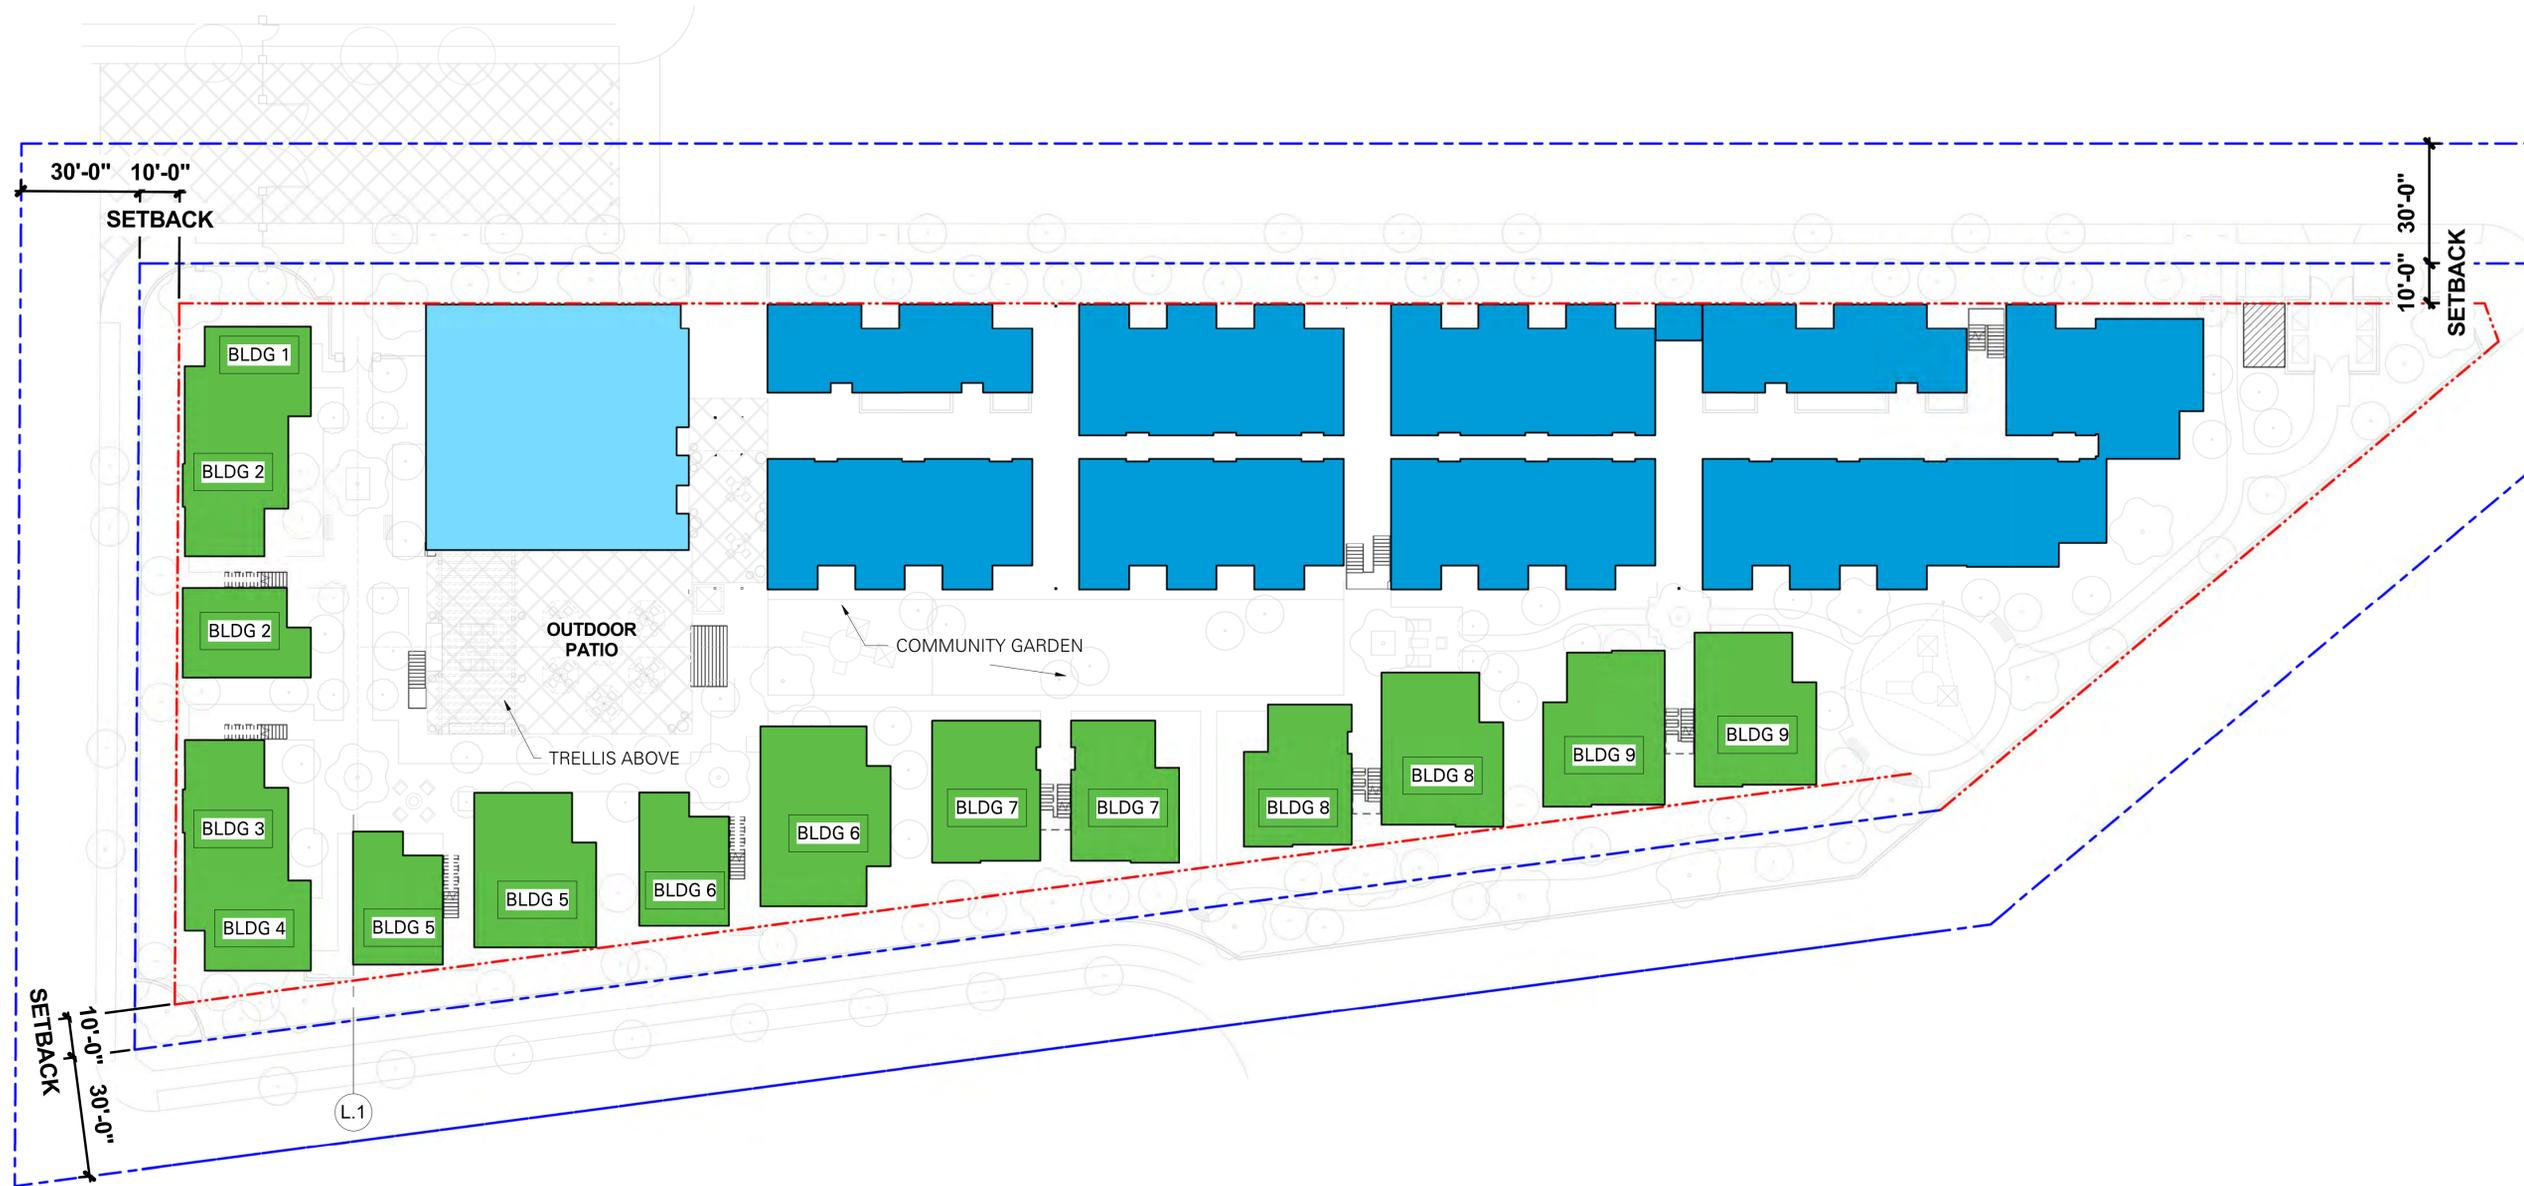 30'-0" 10'-0"
SETBACK
30'-0"
10'-0"
SETBACK
BLDG 1
BLDG 2
BLDG 2
OUTDOOR
PATIO
COMMUNITY GARDEN
TRELLIS ABOVE
BLDG 3
BLDG 4
BLDG 5
BLDG 5
BLDG 6
BLDG 6
BLDG 7
BLDG 7
BLDG 8
BLDG 8
BLDG 9
BLDG 9
SETBACK
10'-0"
30'-0"
L.1